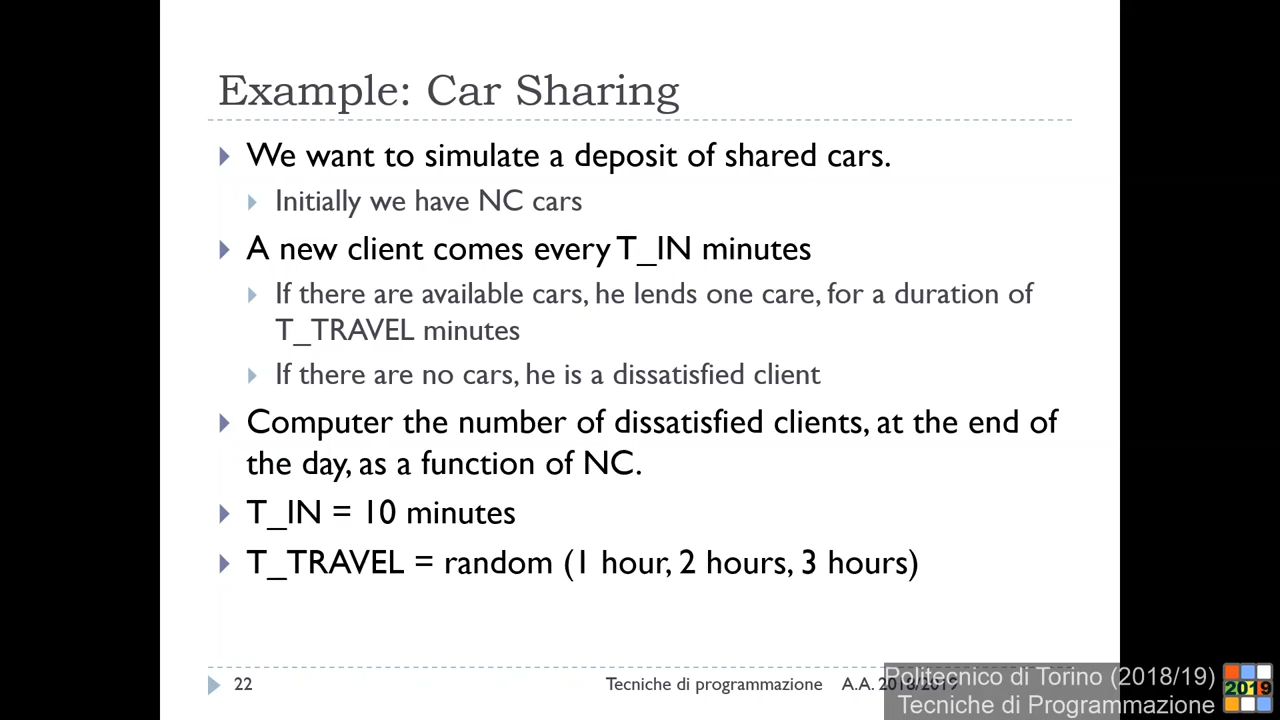 Example: Car Sharing
We want to simulate a deposit of shared cars.
Initially we have NC cars
A new client comes every T_IN minutes
If there are available cars, he lends one care, for a duration of
T_TRAVEL minutes
If there are no cars, he is a dissatisfied client
Computer the number of dissatisfied clients, at the end of
the day, as a function of NC.
T_IN = 10 minutes
T_TRAVEL = random (1 hour, 2 hours, 3 hours)
22
Tecniche di programmazione A.A. 2018/2019
Politecnico di Torino (2018/19)
Tecniche di Programmazione
2019